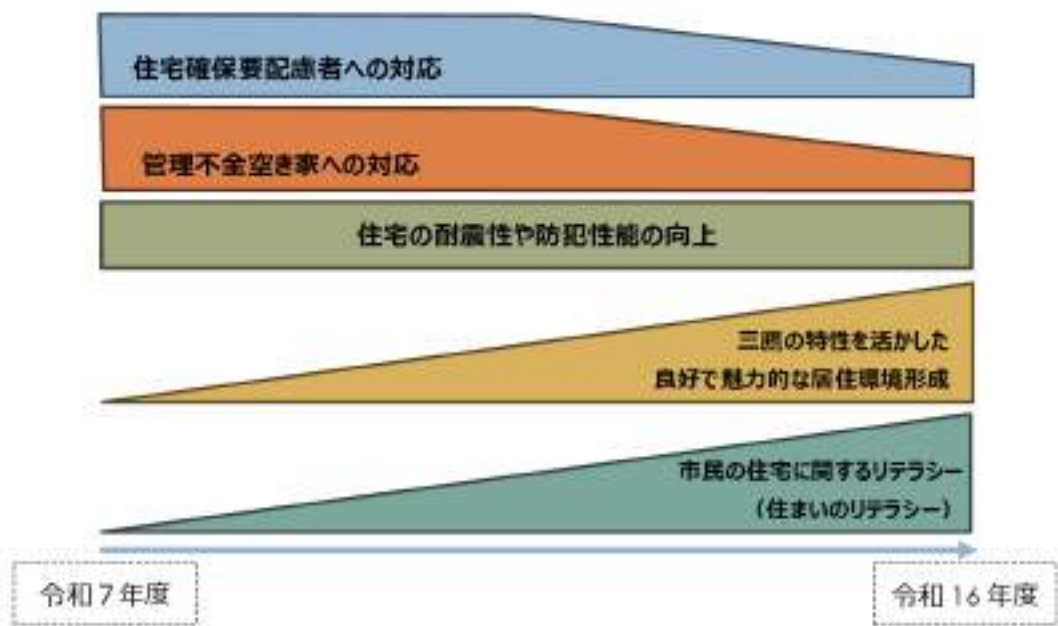 住宅確保要配慮者への対応
管理不全空き家への対応
住宅の耐震性や防犯性能の向上
三鷹の特性を活かした
良好で魅力的な居住環境形成
市民の住宅に関するリテラシー
(住まいのリテラシー)
令和7年度
令和16年度